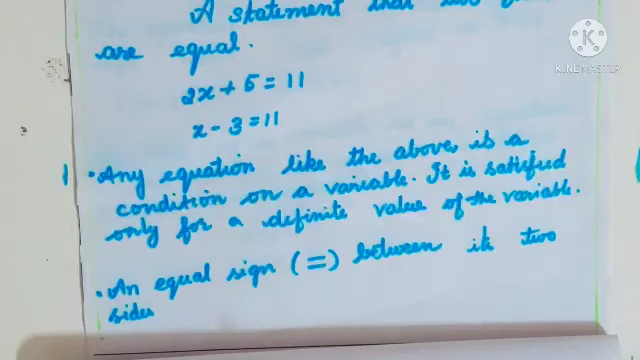 A statement that two
are equal.
2x + 5 = 11
x - 3 = 11
• Any equation like the above, is a
condition on a variable. It is satisfied
only for a definite value of the variable.
• An equal sign (=) between its two
sides
KINEMASTER